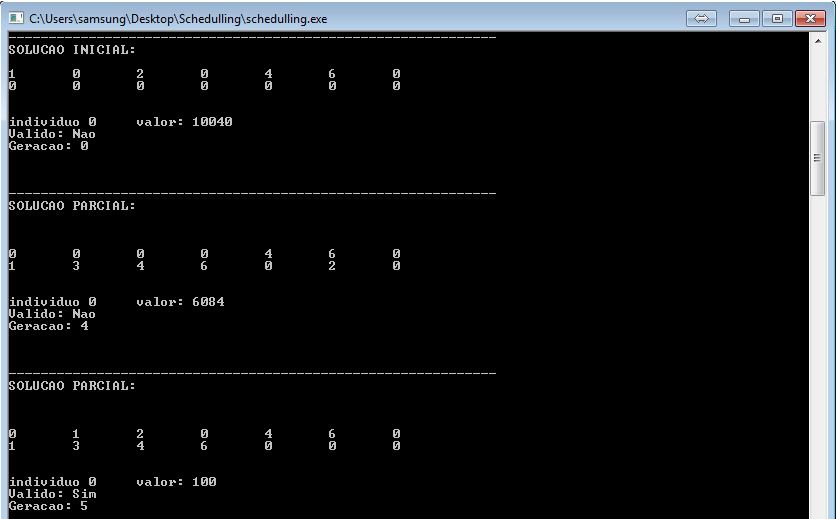 C:\Users\samsung\Desktop\Schedulling\schedulling.exe
SOLUCAO INICIAL:
1 0 2 0 4 6 0
0 0 0 0 0 0 0
individuo 0 valor: 10040
Valido: Nao
Geracao: 0
SOLUCAO PARCIAL:
0 0 0 0 4 6 0
1 3 4 6 0 2 0
individuo 0 valor: 6084
Valido: Nao
Geracao: 4
SOLUCAO PARCIAL:
0 1 2 0 4 6 0
1 3 4 6 0 0 0
individuo 0 valor: 100
Valido: Sim
Geracao: 5